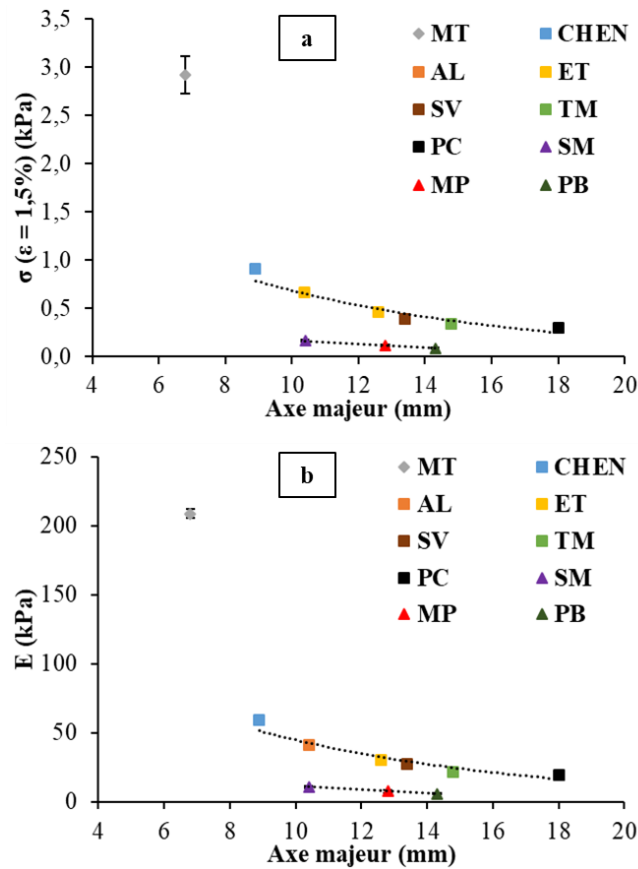 a
3,5
3,0
2,5
2,0
1,5
1,0
0,5
0,0
σ (ε = 1,5%) (kPa)
MT CHEN
AL ET
SV TM
PC SM
MP PB
4 6 8 10 12 14 16 18 20
Axe majeur (mm)
b
250
200
150
100
50
0
E (kPa)
MT CHEN
AL ET
SV TM
PC SM
MP PB
4 6 8 10 12 14 16 18 20
Axe majeur (mm)